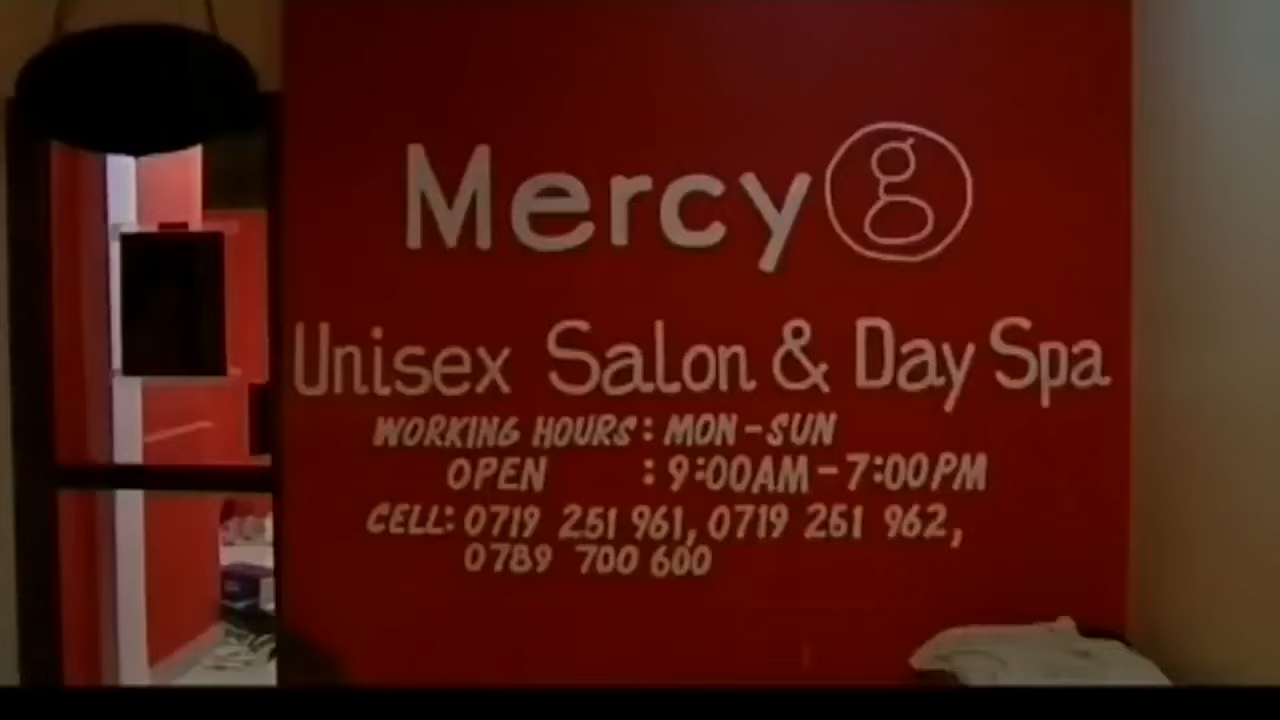 Mercy g
Unisex Salon & Day Spa
WORKING HOURS: MON-SUN
OPEN : 9:00AM-7:00PM
CELL: 0719 251 961, 0719 261 962,
0789 700 600